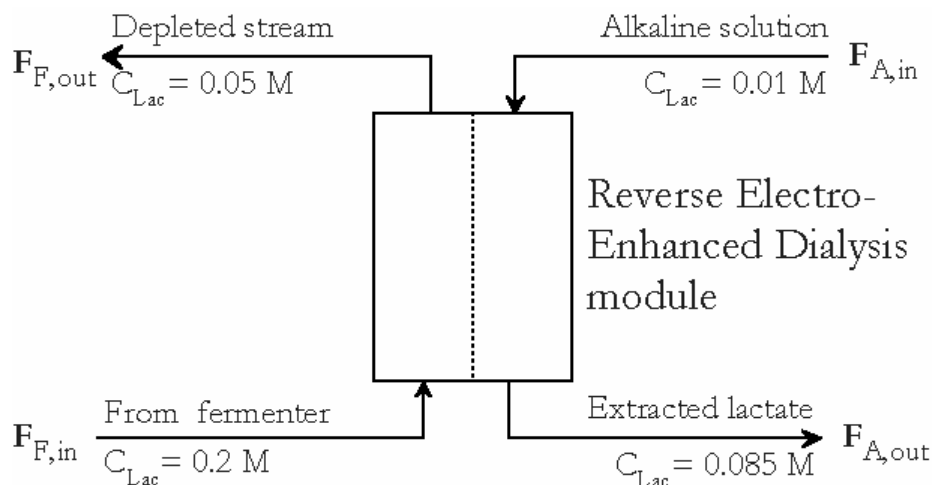 Depleted stream
F_F,out
C_Lac = 0.05 M
Alkaline solution
F_A,in
C_Lac = 0.01 M
Reverse Electro-
Enhanced Dialysis
module
From fermenter
F_F,in
C_Lac = 0.2 M
Extracted lactate
F_A,out
C_Lac = 0.085 M